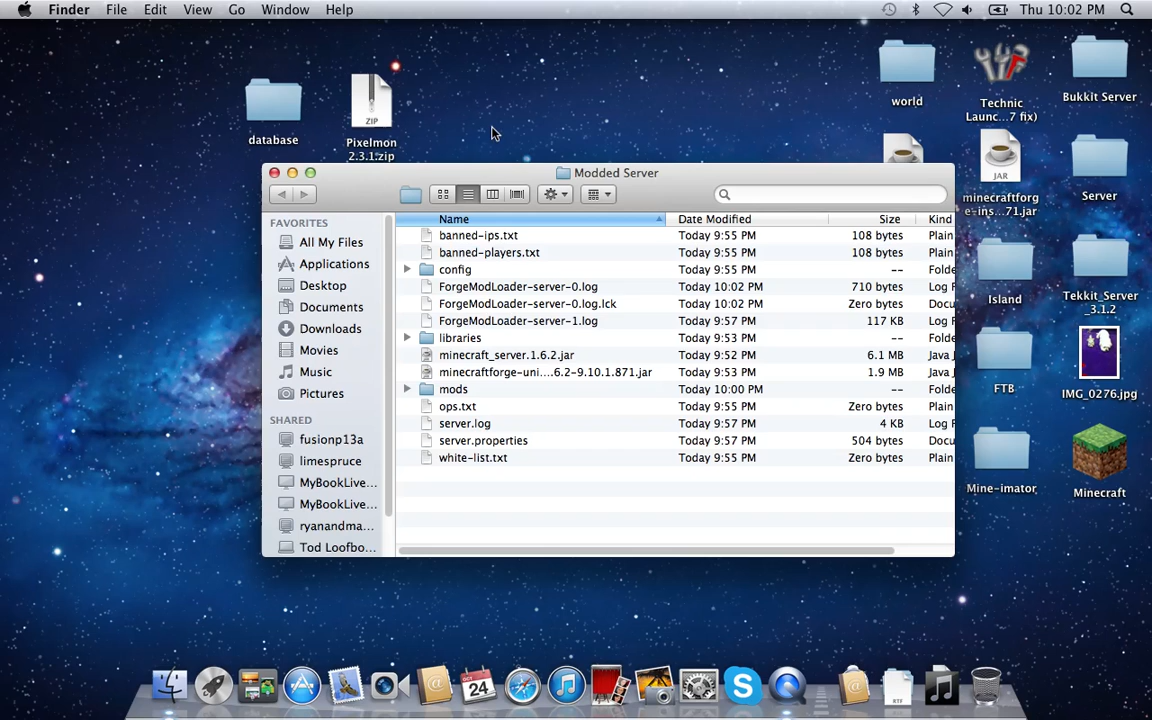 Finder File Edit View Go Window Help Thu 10:02 PM
database
ZIP
Pixelmon
2.3.1.zip
world
Technic
Launc...7 fix)
Bukkit Server
JAR
minecraftforg
e-ins...71.jar
Server
Island
Tekkit_Server
_3.1.2
FTB
IMG_0276.jpg
Mine-imator
Minecraft
Modded Server
FAVORITES
All My Files
Applications
Desktop
Documents
Downloads
Movies
Music
Pictures
SHARED
fusionp13a
limespruce
MyBookLive...
MyBookLive...
ryanandma...
Tod Loofbo...
Name Date Modified Size Kind
banned-ips.txt Today 9:55 PM 108 bytes Plain
banned-players.txt Today 9:55 PM 108 bytes Plain
config Today 9:55 PM -- Folde
ForgeModLoader-server-0.log Today 10:02 PM 710 bytes Log F
ForgeModLoader-server-0.log.lck Today 10:02 PM Zero bytes Docu
ForgeModLoader-server-1.log Today 9:57 PM 117 KB Log F
libraries Today 9:53 PM -- Folde
minecraft_server.1.6.2.jar Today 9:52 PM 6.1 MB Java J
minecraftforge-uni....6.2-9.10.1.871.jar Today 9:53 PM 1.9 MB Java J
mods Today 10:00 PM -- Folde
ops.txt Today 9:55 PM Zero bytes Plain
server.log Today 9:57 PM 4 KB Log F
server.properties Today 9:57 PM 504 bytes Docu
white-list.txt Today 9:55 PM Zero bytes Plain
OCT
24
RTF